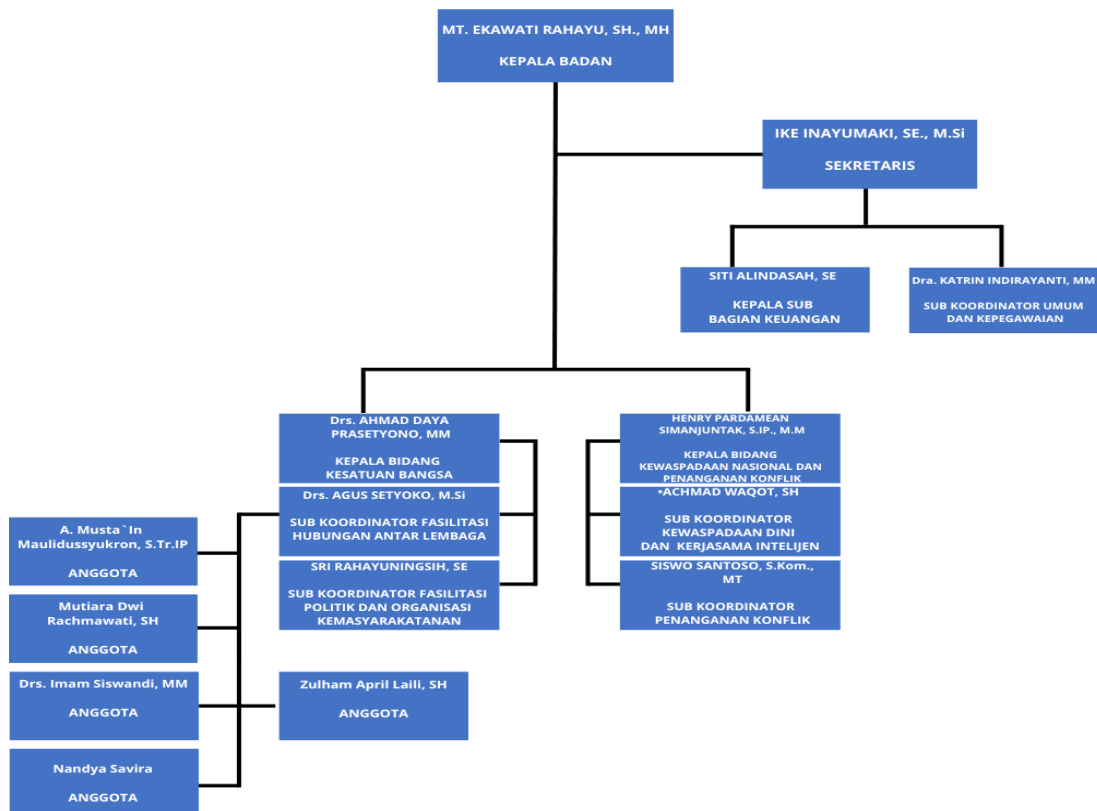 MT. EKAWATI RAHAYU, SH., MH
KEPALA BADAN
IKE INAYUMAKI, SE., M.Si
SEKRETARIS
SITI ALINDASAH, SE
KEPALA SUB
BAGIAN KEUANGAN
Dra. KATRIN INDIRAYANTI, MM
SUB KOORDINATOR UMUM
DAN KEPEGAWAIAN
Drs. AHMAD DAYA
PRASETYONO, MM
KEPALA BIDANG
KESATUAN BANGSA
HENRY PARDAMEAN
SIMANJUNTAK, S.IP., M.M
KEPALA BIDANG
KEWASPADAAN NASIONAL DAN
PENANGANAN KONFLIK
Drs. AGUS SETYOKO, M.Si
SUB KOORDINATOR FASILITASI
HUBUNGAN ANTAR LEMBAGA
•ACHMAD WAQOT, SH
SUB KOORDINATOR
KEWASPADAAN DINI
DAN KERJASAMA INTELIJEN
SRI RAHAYUNINGSIH, SE
SUB KOORDINATOR FASILITASI
POLITIK DAN ORGANISASI
KEMASYARAKATANAN
SISWO SANTOSO, S.Kom.,
MT
SUB KOORDINATOR
PENANGANAN KONFLIK
A. Musta`In
Maulidussyukron, S.Tr.IP
ANGGOTA
Mutiara Dwi
Rachmawati, SH
ANGGOTA
Drs. Imam Siswandi, MM
ANGGOTA
Zulham April Laili, SH
ANGGOTA
Nandya Savira
ANGGOTA